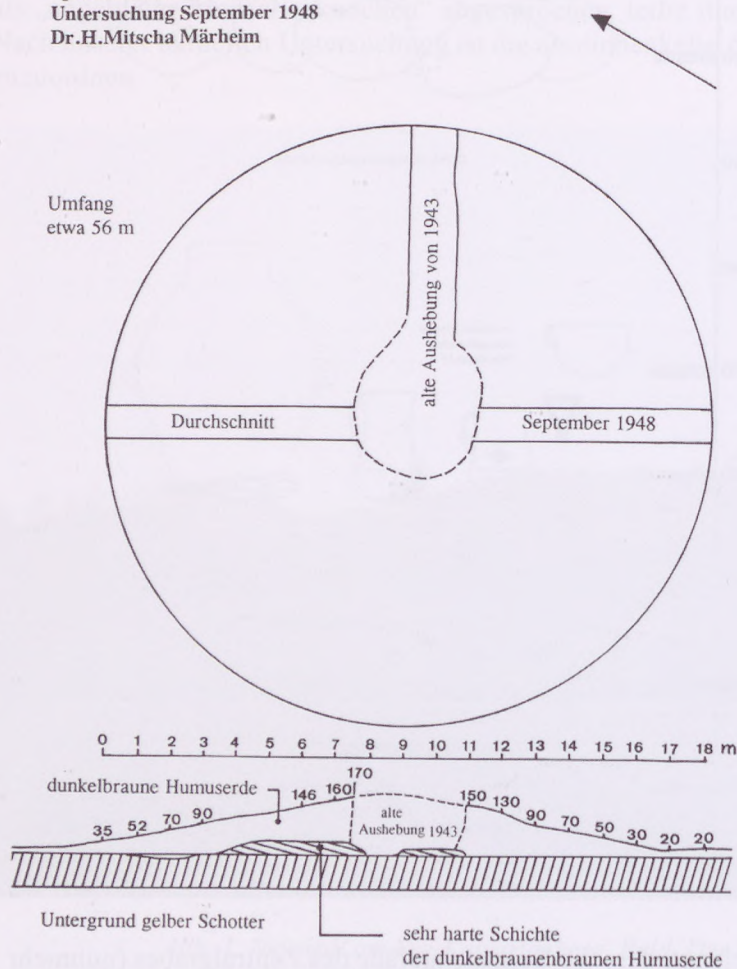 Untersuchung September 1948
Dr.H.Mitscha Märheim
Umfang
etwa 56 m
alte Aushebung von 1943
Durchschnitt
September 1948
0 1 2 3 4 5 6 7 8 9 10 11 12 13 14 15 16 17 18 m
dunkelbraune Humuserde
35 52 70 90 146 160 170 150 130 90 70 50 30 20 20
alte
Aushebung 1943
Untergrund gelber Schotter
sehr harte Schichte
der dunkelbraunenbraunen Humuserde